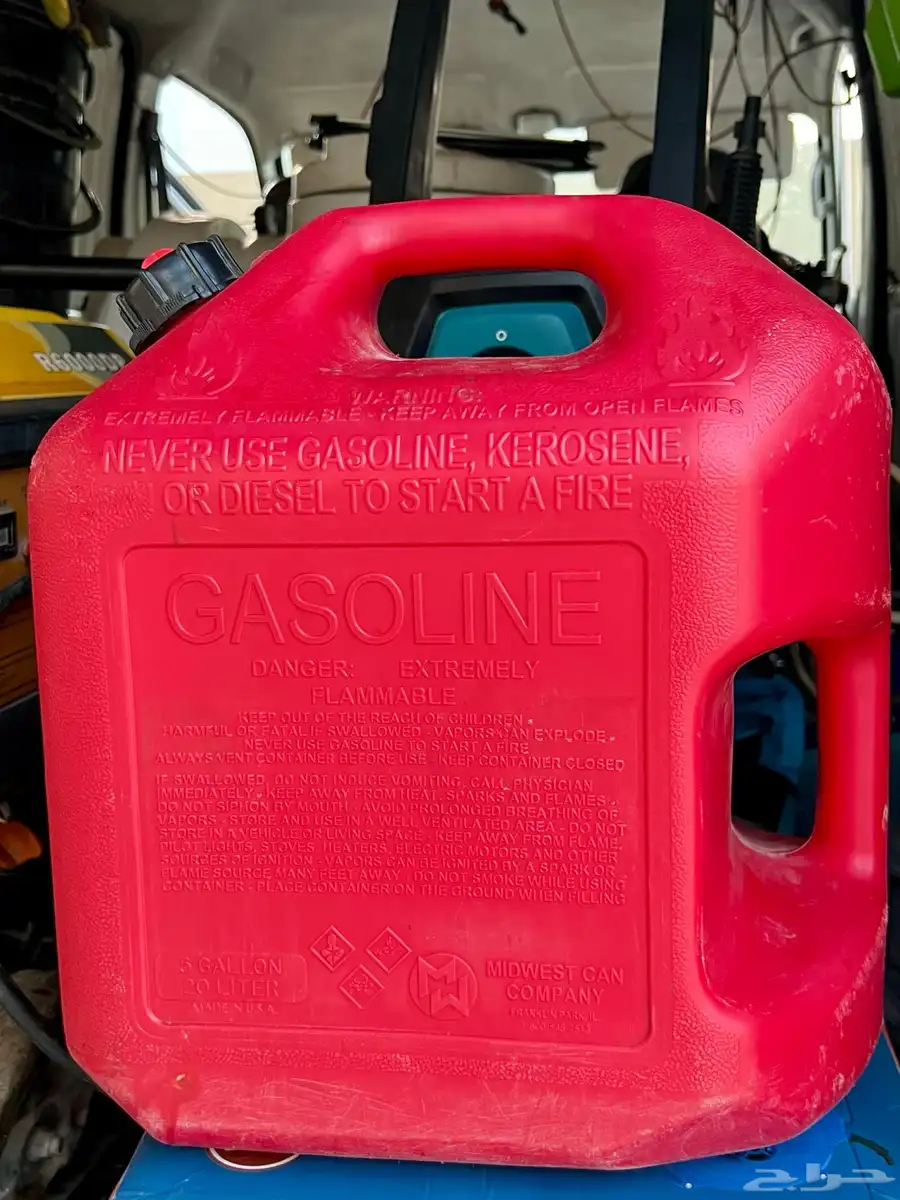 R6000SP
WARNING:
EXTREMELY FLAMMABLE - KEEP AWAY FROM OPEN FLAMES
NEVER USE GASOLINE, KEROSENE,
OR DIESEL TO START A FIRE
GASOLINE
DANGER: EXTREMELY
FLAMMABLE
KEEP OUT OF THE REACH OF CHILDREN -
HARMFUL OR FATAL IF SWALLOWED - VAPORS CAN EXPLODE -
NEVER USE GASOLINE TO START A FIRE
ALWAYS VENT CONTAINER BEFORE USE - KEEP CONTAINER CLOSED
IF SWALLOWED, DO NOT INDUCE VOMITING, CALL PHYSICIAN
IMMEDIATELY - KEEP AWAY FROM HEAT, SPARKS AND FLAMES -
DO NOT SIPHON BY MOUTH - AVOID PROLONGED BREATHING OF
VAPORS - STORE AND USE IN A WELL VENTILATED AREA - DO NOT
STORE IN A VEHICLE OR LIVING SPACE - KEEP AWAY FROM FLAME,
PILOT LIGHTS, STOVES, HEATERS, ELECTRIC MOTORS AND OTHER
SOURCES OF IGNITION - VAPORS CAN BE IGNITED BY A SPARK OR
FLAME SOURCE MANY FEET AWAY - DO NOT SMOKE WHILE USING
CONTAINER - PLACE CONTAINER ON THE GROUND WHEN FILLING
5 GALLON
20 LITER
MADE IN U.S.A.
MIDWEST CAN
COMPANY
FRANKLIN PARK, IL
حراج